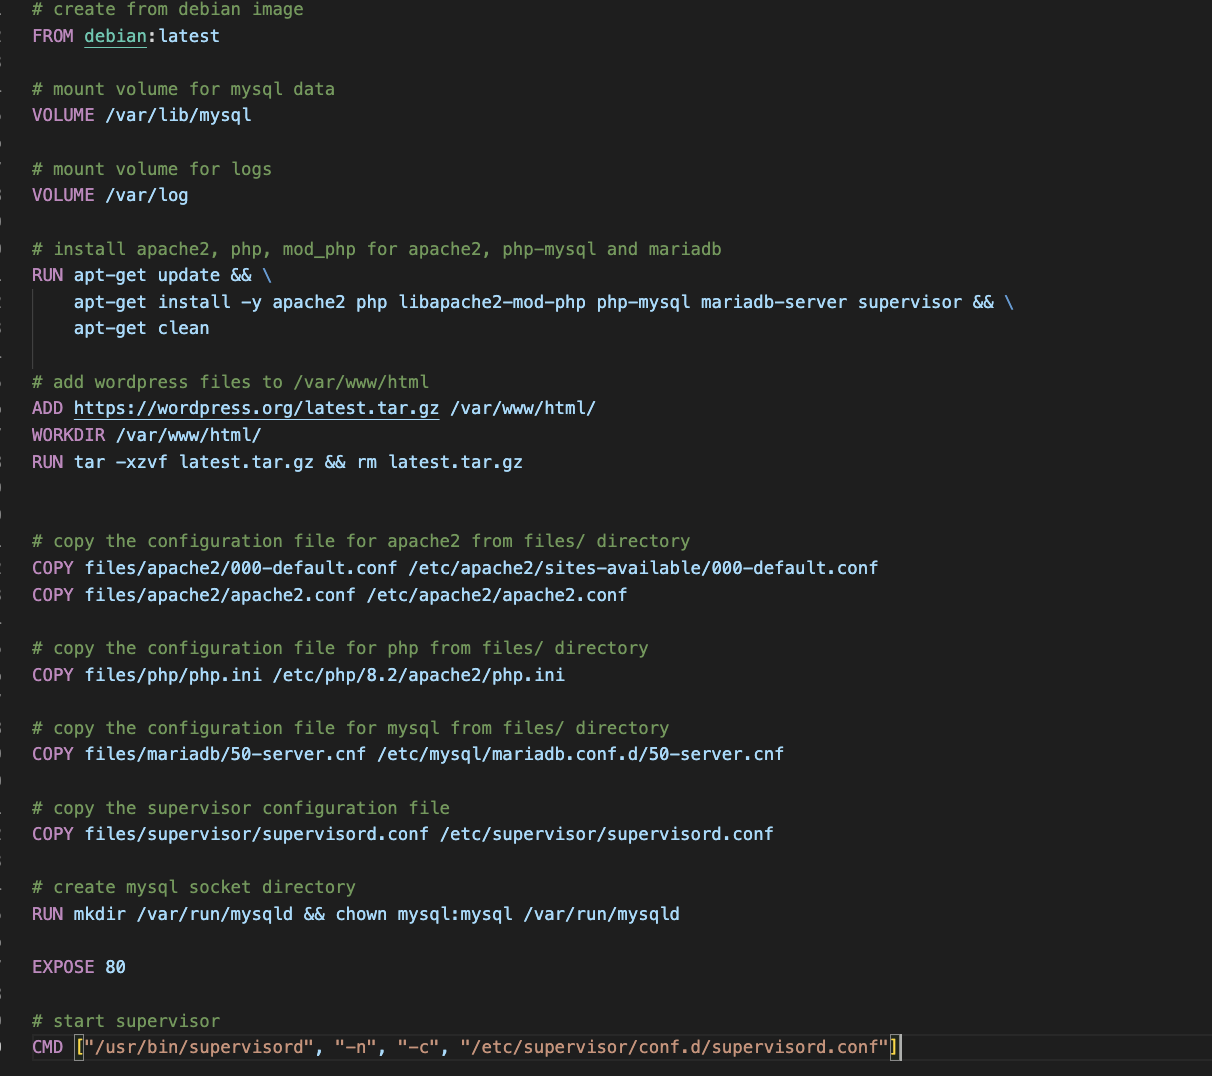 # create from debian image
FROM debian:latest
# mount volume for mysql data
VOLUME /var/lib/mysql
# mount volume for logs
VOLUME /var/log
# install apache2, php, mod_php for apache2, php-mysql and mariadb
RUN apt-get update && \
apt-get install -y apache2 php libapache2-mod-php php-mysql mariadb-server supervisor && \
apt-get clean
# add wordpress files to /var/www/html
ADD https://wordpress.org/latest.tar.gz /var/www/html/
WORKDIR /var/www/html/
RUN tar -xzvf latest.tar.gz && rm latest.tar.gz
# copy the configuration file for apache2 from files/ directory
COPY files/apache2/000-default.conf /etc/apache2/sites-available/000-default.conf
COPY files/apache2/apache2.conf /etc/apache2/apache2.conf
# copy the configuration file for php from files/ directory
COPY files/php/php.ini /etc/php/8.2/apache2/php.ini
# copy the configuration file for mysql from files/ directory
COPY files/mariadb/50-server.cnf /etc/mysql/mariadb.conf.d/50-server.cnf
# copy the supervisor configuration file
COPY files/supervisor/supervisord.conf /etc/supervisor/supervisord.conf
# create mysql socket directory
RUN mkdir /var/run/mysqld && chown mysql:mysql /var/run/mysqld
EXPOSE 80
# start supervisor
CMD ["/usr/bin/supervisord", "-n", "-c", "/etc/supervisor/conf.d/supervisord.conf"]